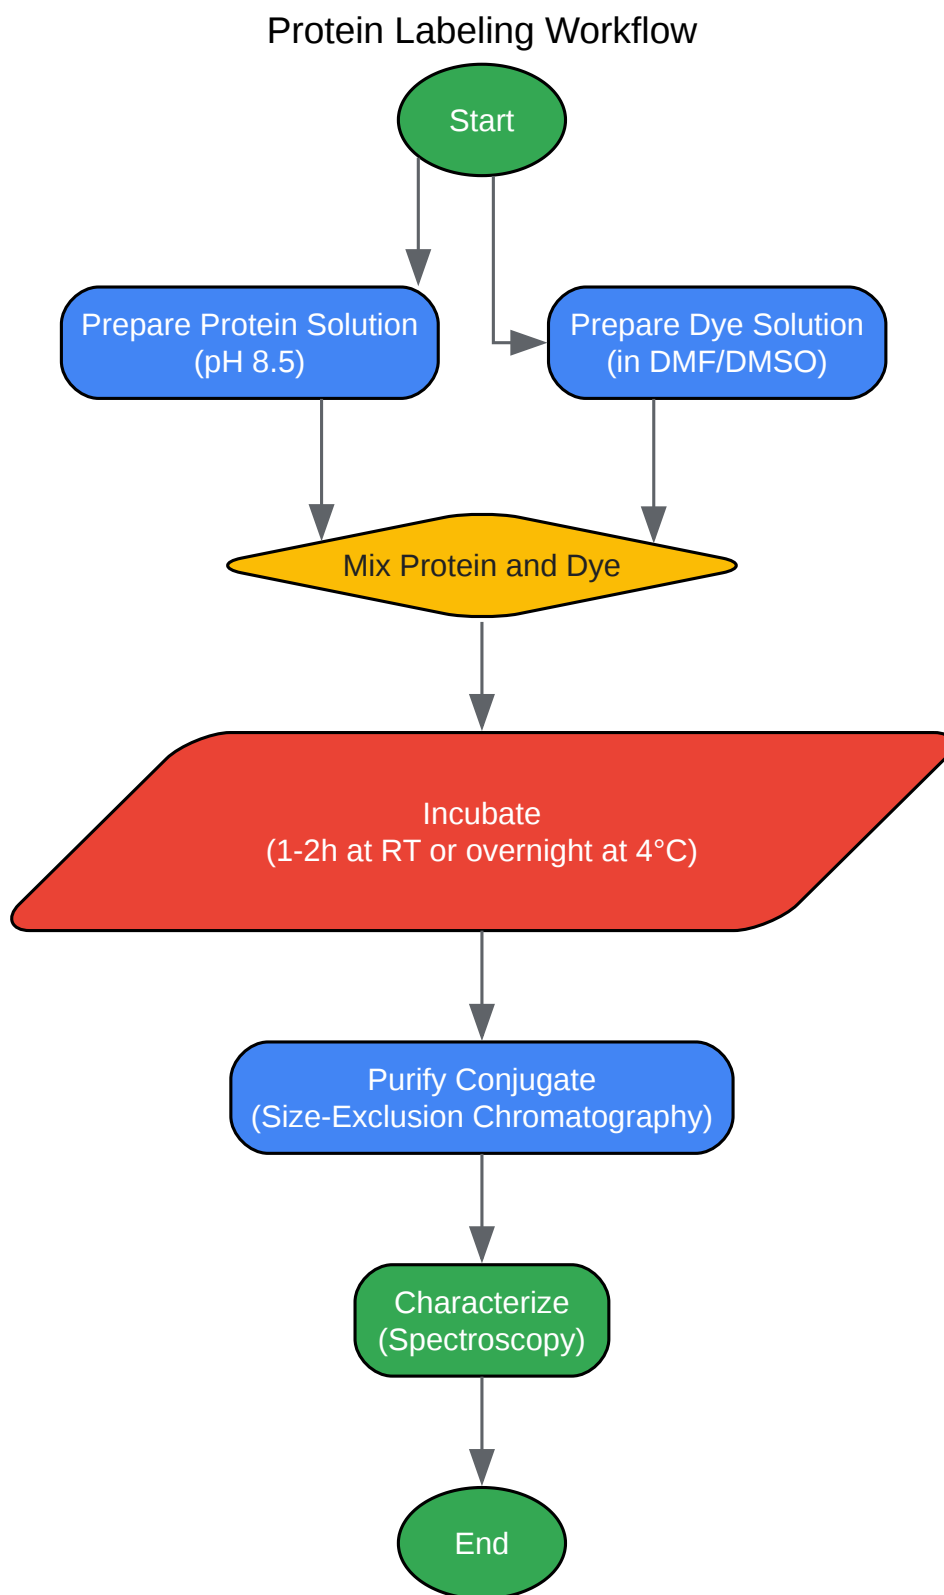 Protein Labeling Workflow
Start
Prepare Protein Solution
(pH 8.5)
Prepare Dye Solution
(in DMF/DMSO)
Mix Protein and Dye
Incubate
(1-2h at RT or overnight at 4°C)
Purify Conjugate
(Size-Exclusion Chromatography)
Characterize
(Spectroscopy)
End